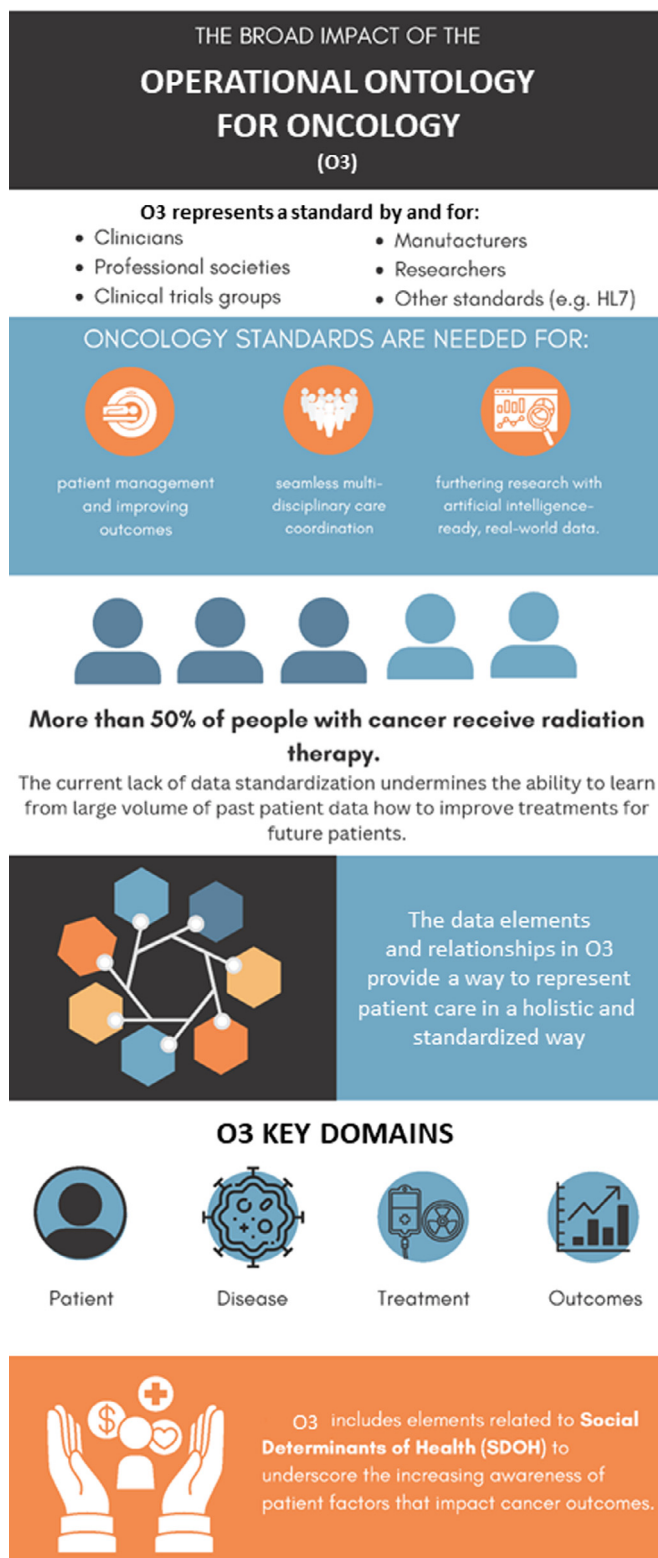 THE BROAD IMPACT OF THE
OPERATIONAL ONTOLOGY
FOR ONCOLOGY
(O3)
O3 represents a standard by and for:
• Clinicians
• Professional societies
• Clinical trials groups
• Manufacturers
• Researchers
• Other standards (e.g. HL7)
ONCOLOGY STANDARDS ARE NEEDED FOR:
patient management
and improving
outcomes
seamless multi-
disciplinary care
coordination
furthering research with
artificial intelligence-
ready, real-world data.
More than 50% of people with cancer receive radiation
therapy.
The current lack of data standardization undermines the ability to learn
from large volume of past patient data how to improve treatments for
future patients.
The data elements
and relationships in O3
provide a way to represent
patient care in a holistic and
standardized way
O3 KEY DOMAINS
Patient
Disease
Treatment
Outcomes
$
O3 includes elements related to Social
Determinants of Health (SDOH) to
underscore the increasing awareness of
patient factors that impact cancer outcomes.